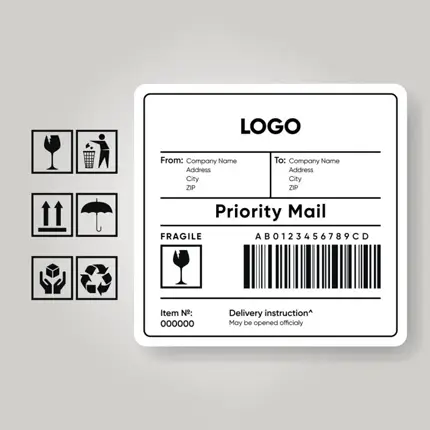 LOGO
From: Company Name
Address
City
ZIP
To: Company Name
Address
City
ZIP
Priority Mail
FRAGILE
AB0123456789CD
Item №:
000000
Delivery instruction^
May be opened officialy